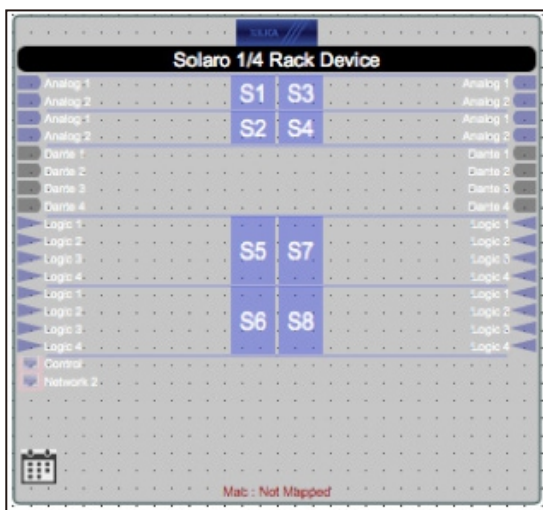 XILICA
Solaro 1/4 Rack Device
Analog 1 S1 S3 Analog 1
Analog 2 Analog 2
Analog 1 S2 S4 Analog 1
Analog 2 Analog 2
Dante 1 Dante 1
Dante 2 Dante 2
Dante 3 Dante 3
Dante 4 Dante 4
Logic 1 Logic 1
Logic 2 S5 S7 Logic 2
Logic 3 Logic 3
Logic 4 Logic 4
Logic 1 Logic 1
Logic 2 S6 S8 Logic 2
Logic 3 Logic 3
Logic 4 Logic 4
Control
Network 2
Mac : Not Mapped